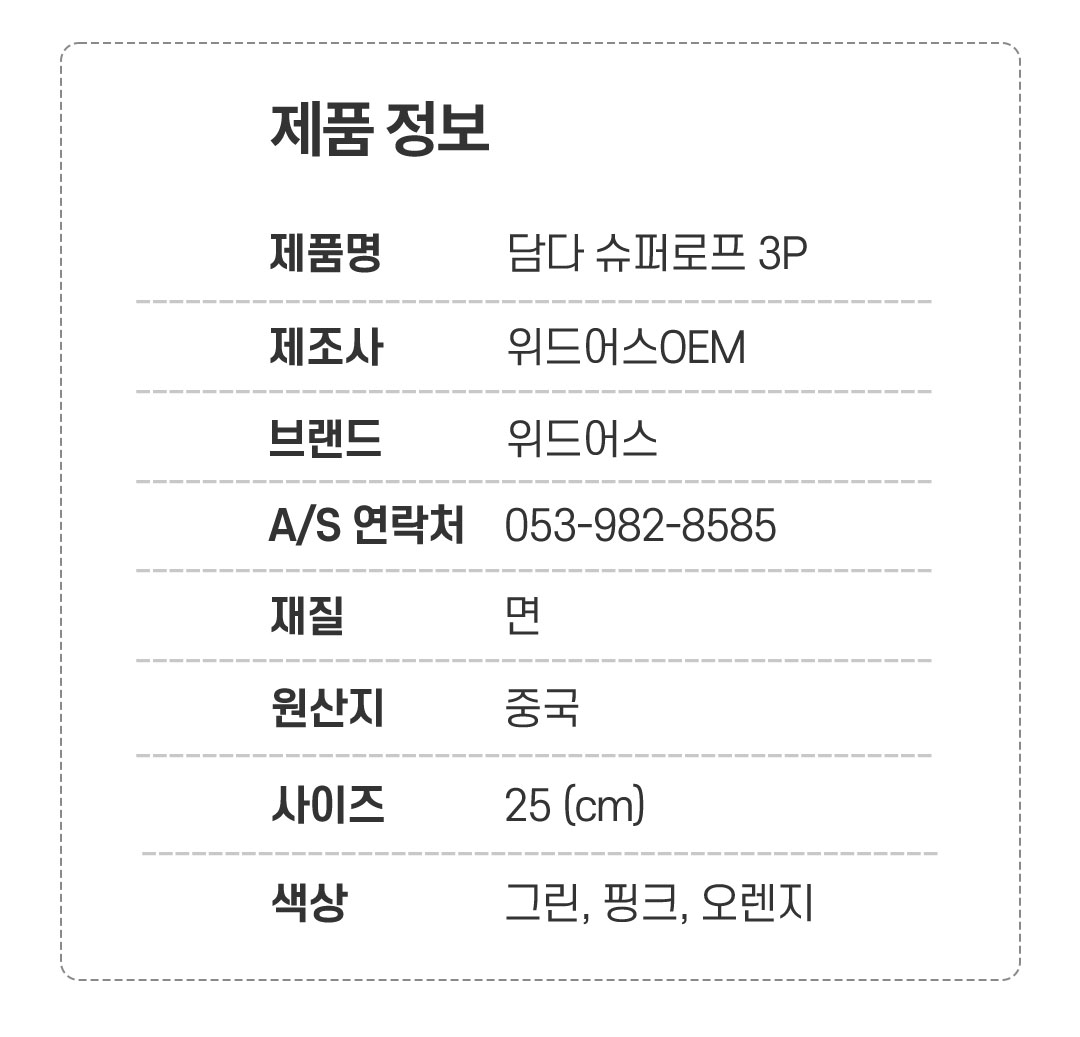 제품 정보
제품명 담다 슈퍼로프 3P
제조사 위드어스OEM
브랜드 위드어스
A/S 연락처 053-982-8585
재질 면
원산지 중국
사이즈 25 (cm)
색상 그린, 핑크, 오렌지